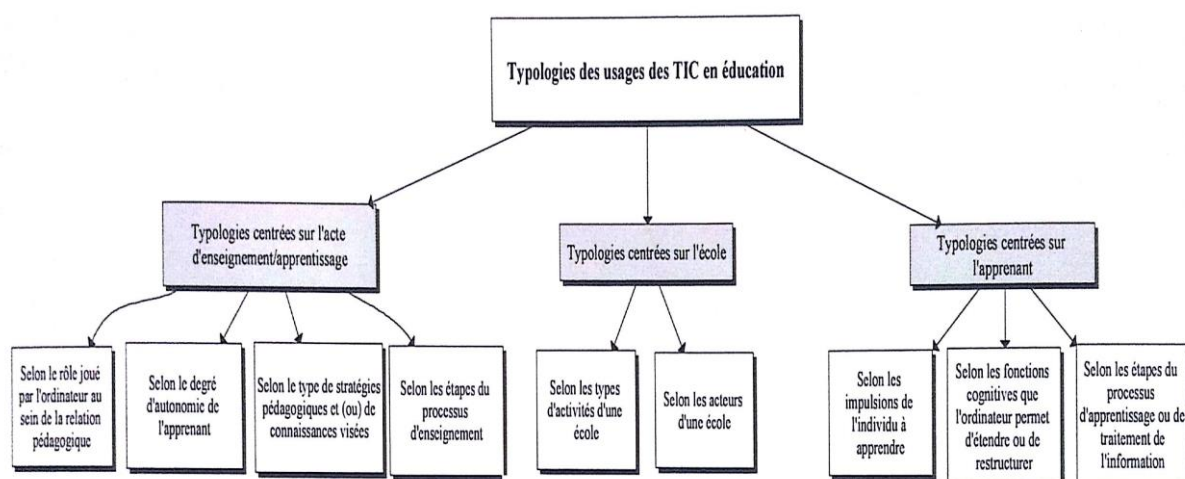 Typologies des usages des TIC en éducation
Typologies centrées sur l'acte
d'enseignement/apprentissage
Typologies centrées sur l'école
Typologies centrées sur
l'apprenant
Selon le rôle joué
par l'ordinateur au
sein de la relation
pédagogique
Selon le degré
d'autonomie de
l'apprenant
Selon le type de stratégies
pédagogiques et (ou) de
connaissances visées
Selon les étapes du
processus
d'enseignement
Selon les types
d'activités d'une
école
Selon les acteurs
d'une école
Selon les
impulsions de
l'individu à
apprendre
Selon les fonctions
cognitives que
l'ordinateur permet
d'étendre ou de
restructurer
Selon les étapes du
processus
d'apprentissage ou de
traitement de
l'information